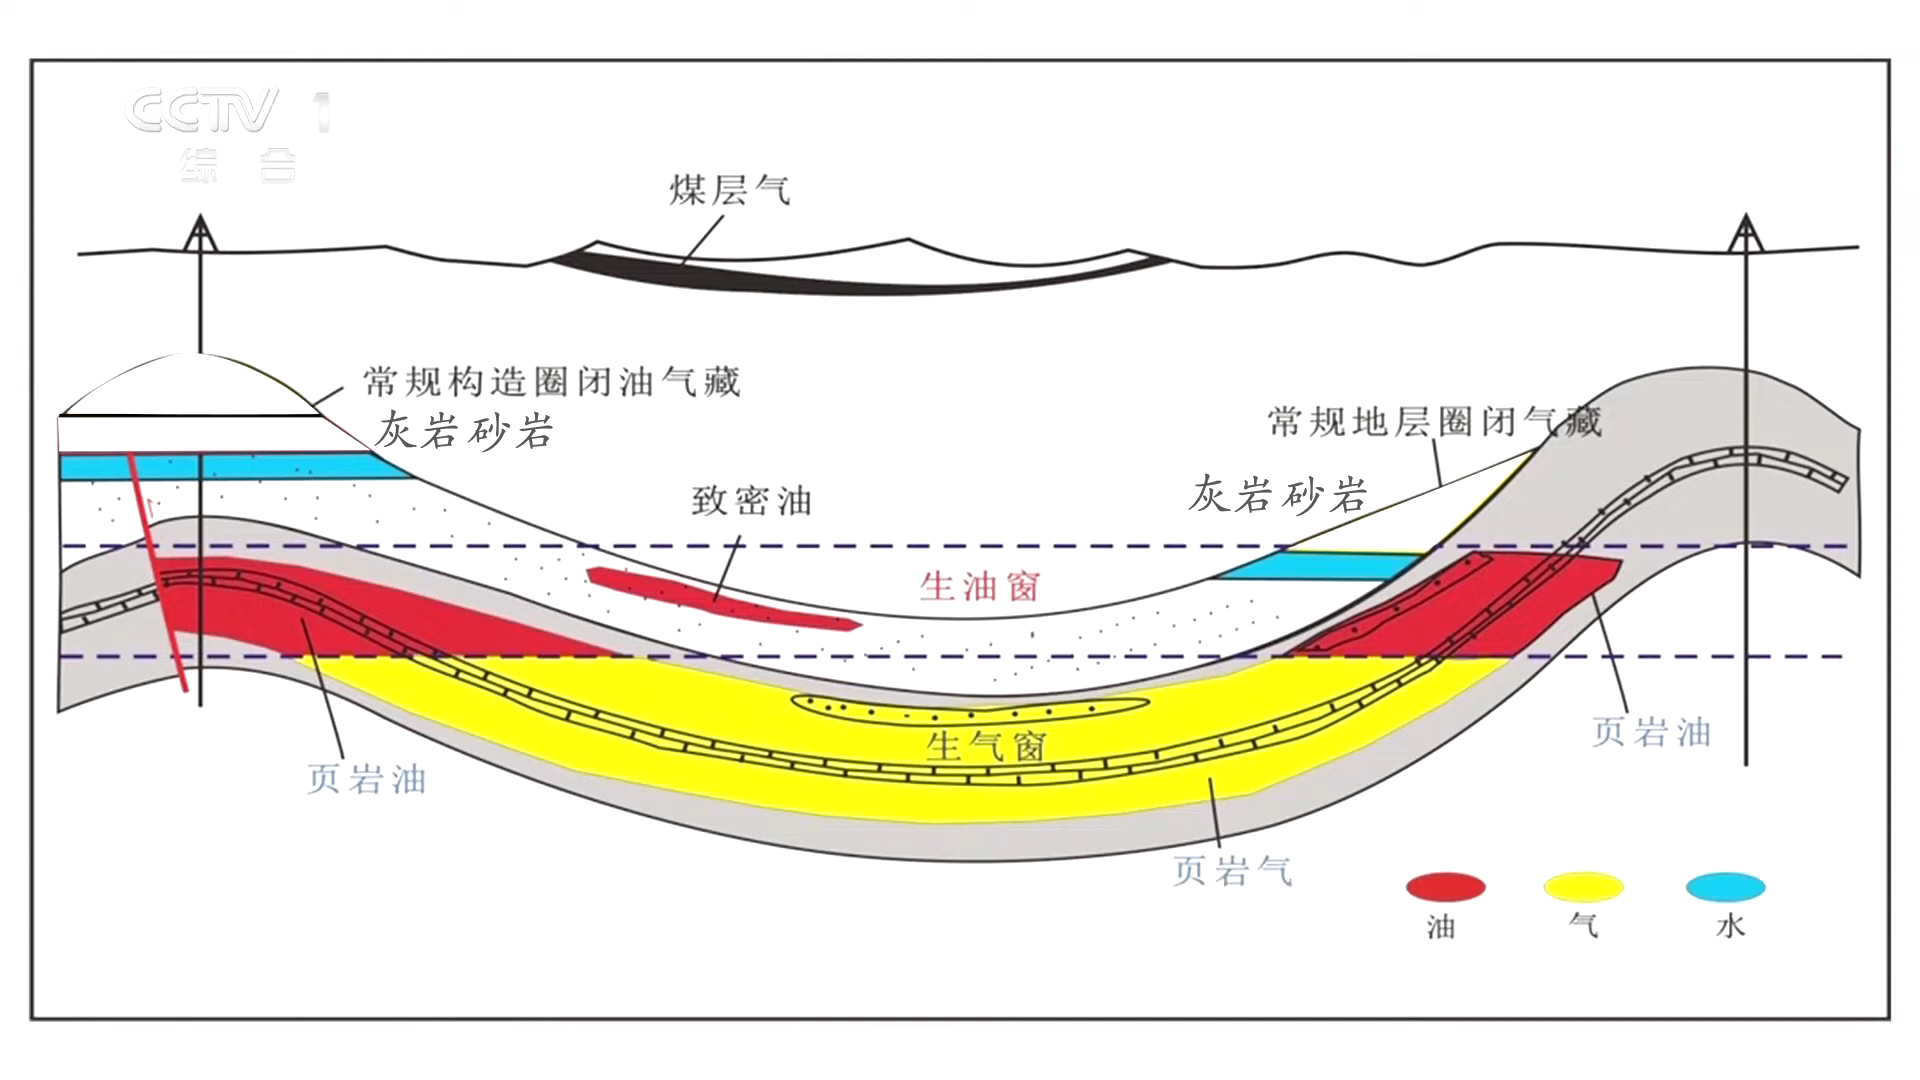 CCTV 1
综 合
煤层气
常规构造圈闭油气藏
灰岩砂岩
常规地层圈闭气藏
灰岩砂岩
致密油
生油窗
生气窗
页岩油
页岩油
页岩气
油
气
水